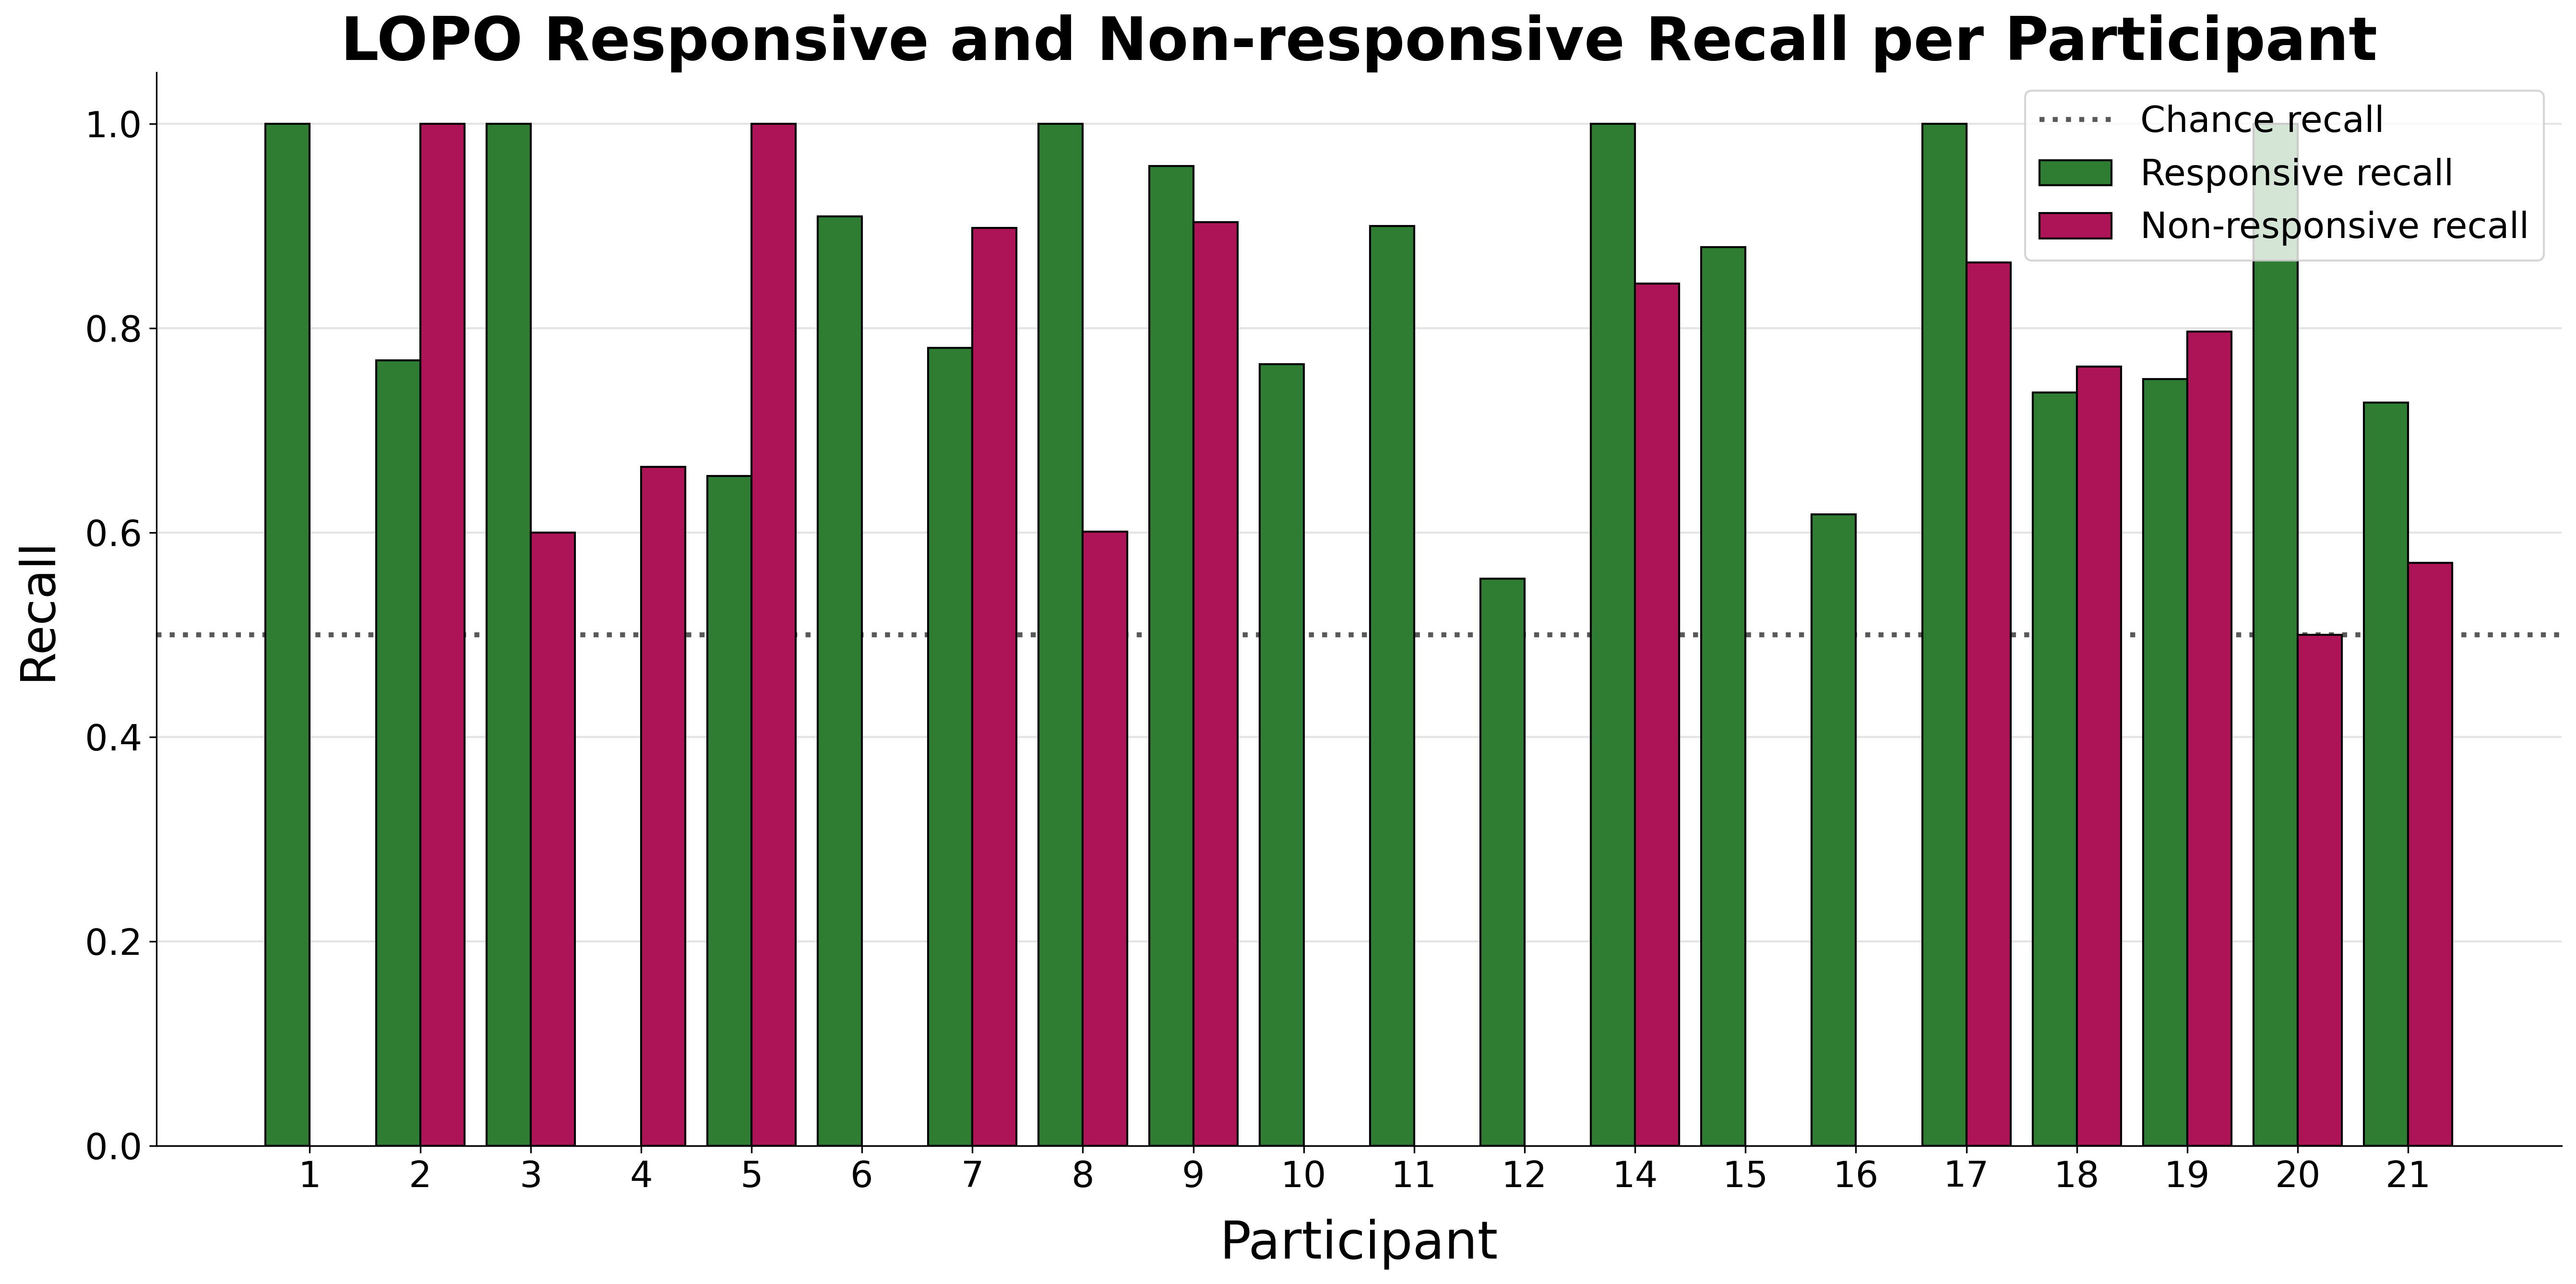 LOPO Responsive and Non-responsive Recall per Participant
Chance recall
Responsive recall
Non-responsive recall
Recall
1.0
0.8
0.6
0.4
0.2
0.0
1 2 3 4 5 6 7 8 9 10 11 12 14 15 16 17 18 19 20 21
Participant